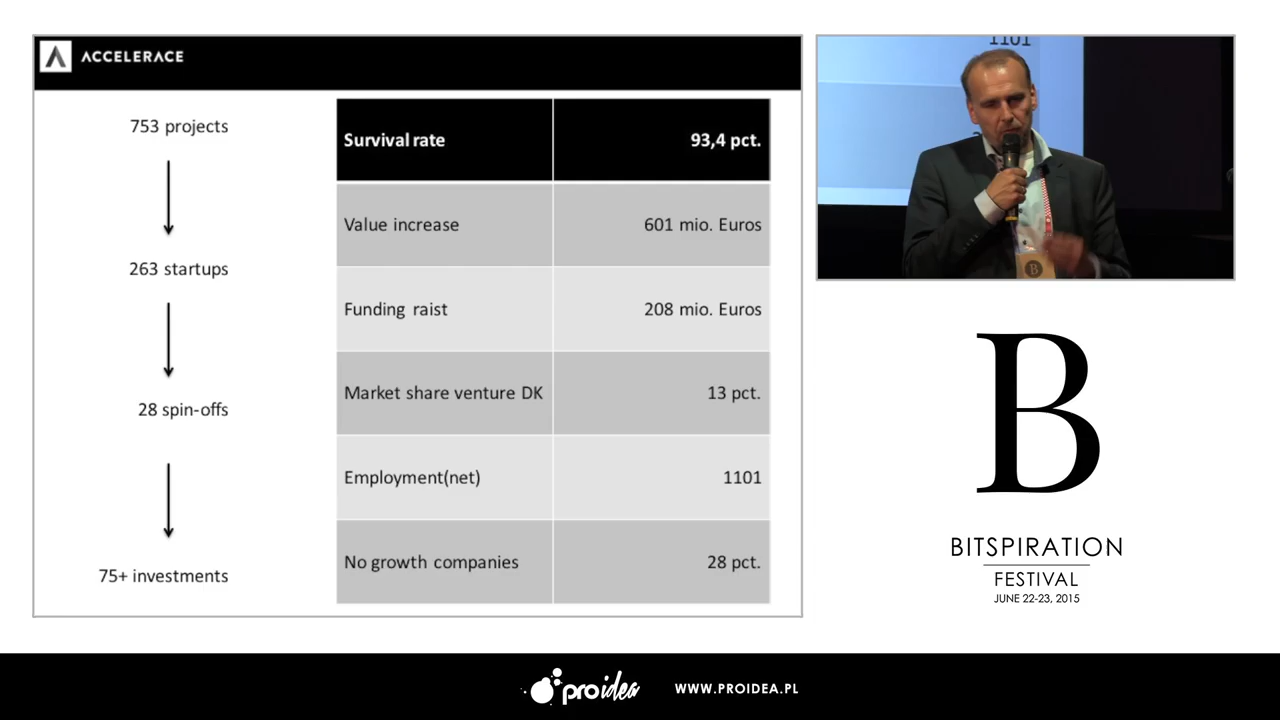 ACCELERACE
753 projects
263 startups
28 spin-offs
75+ investments
Survival rate 93,4 pct.
Value increase 601 mio. Euros
Funding raist 208 mio. Euros
Market share venture DK 13 pct.
Employment(net) 1101
No growth companies 28 pct.
1101
B
B
BITSPIRATION
FESTIVAL
JUNE 22-23, 2015
proidea
WWW.PROIDEA.PL